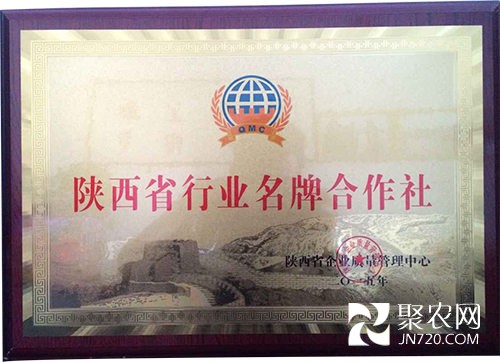 QMC
陕西省行业名牌合作社
陕西省企业质量管理中心
二〇一五年
聚农网
JN720.com